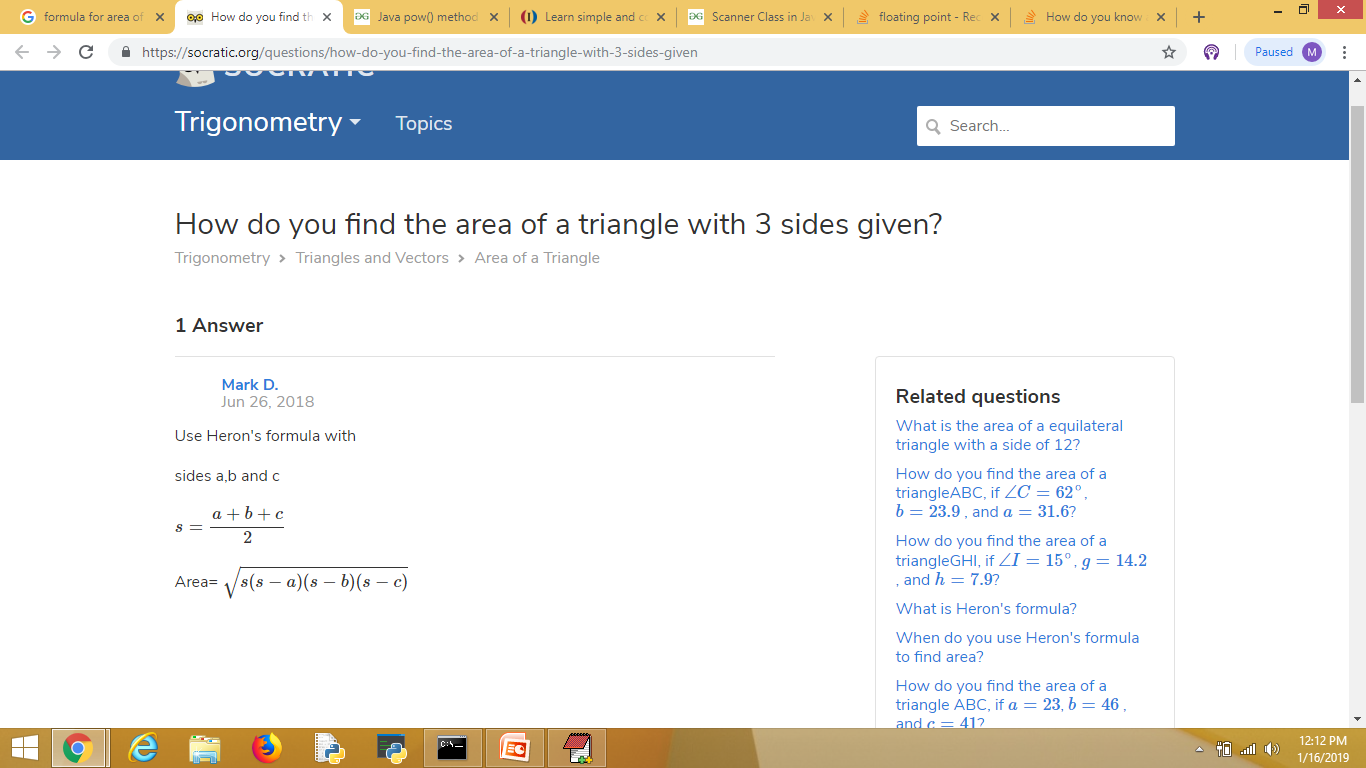 formula for area of
How do you find th
Java pow() method
Learn simple and co
Scanner Class in Jav
floating point - Rec
How do you know
https://socratic.org/questions/how-do-you-find-the-area-of-a-triangle-with-3-sides-given
Paused M
SOCRATIC
Trigonometry Topics
Search...
How do you find the area of a triangle with 3 sides given?
Trigonometry > Triangles and Vectors > Area of a Triangle
1 Answer
Mark D.
Jun 26, 2018
Use Heron's formula with
sides a,b and c
s = (a + b + c)/2
Area= √s(s − a)(s − b)(s − c)
Related questions
What is the area of a equilateral
triangle with a side of 12?
How do you find the area of a
triangleABC, if ∠C = 62°,
b = 23.9 , and a = 31.6?
How do you find the area of a
triangleGHI, if ∠I = 15°, g = 14.2
, and h = 7.9?
What is Heron's formula?
When do you use Heron's formula
to find area?
How do you find the area of a
triangle ABC, if a = 23, b = 46 ,
and c = 41?
C:\_
12:12 PM
1/16/2019